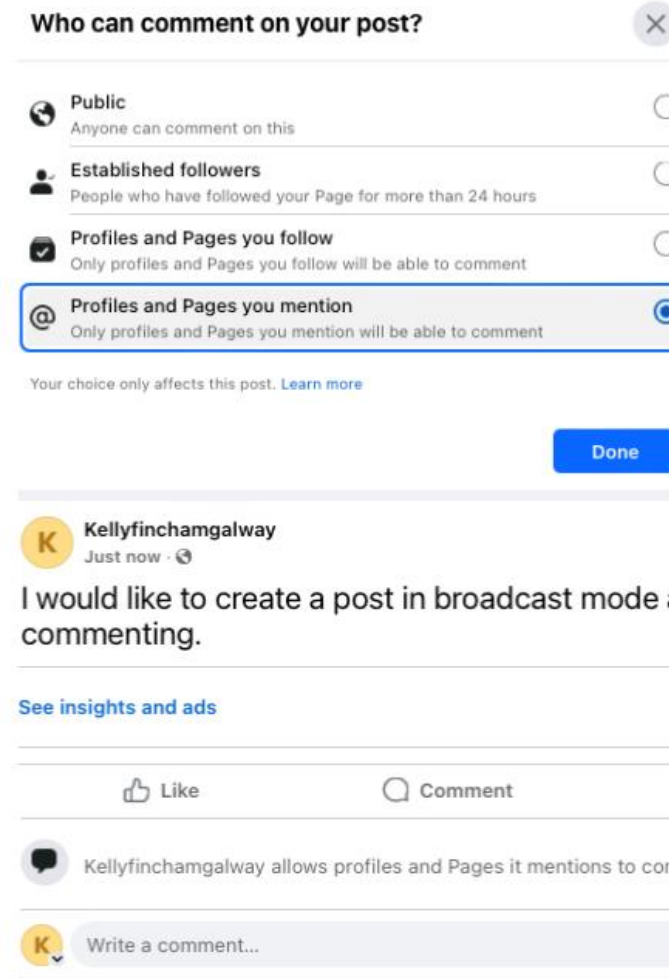 Who can comment on your post?
Public
Anyone can comment on this
Established followers
People who have followed your Page for more than 24 hours
Profiles and Pages you follow
Only profiles and Pages you follow will be able to comment
@ Profiles and Pages you mention
Only profiles and Pages you mention will be able to comment
Your choice only affects this post. Learn more
Done
K Kellyfinchamgalway
Just now ·
I would like to create a post in broadcast mode
commenting.
See insights and ads
Like Comment
Kellyfinchamgalway allows profiles and Pages it mentions to
K Write a comment...